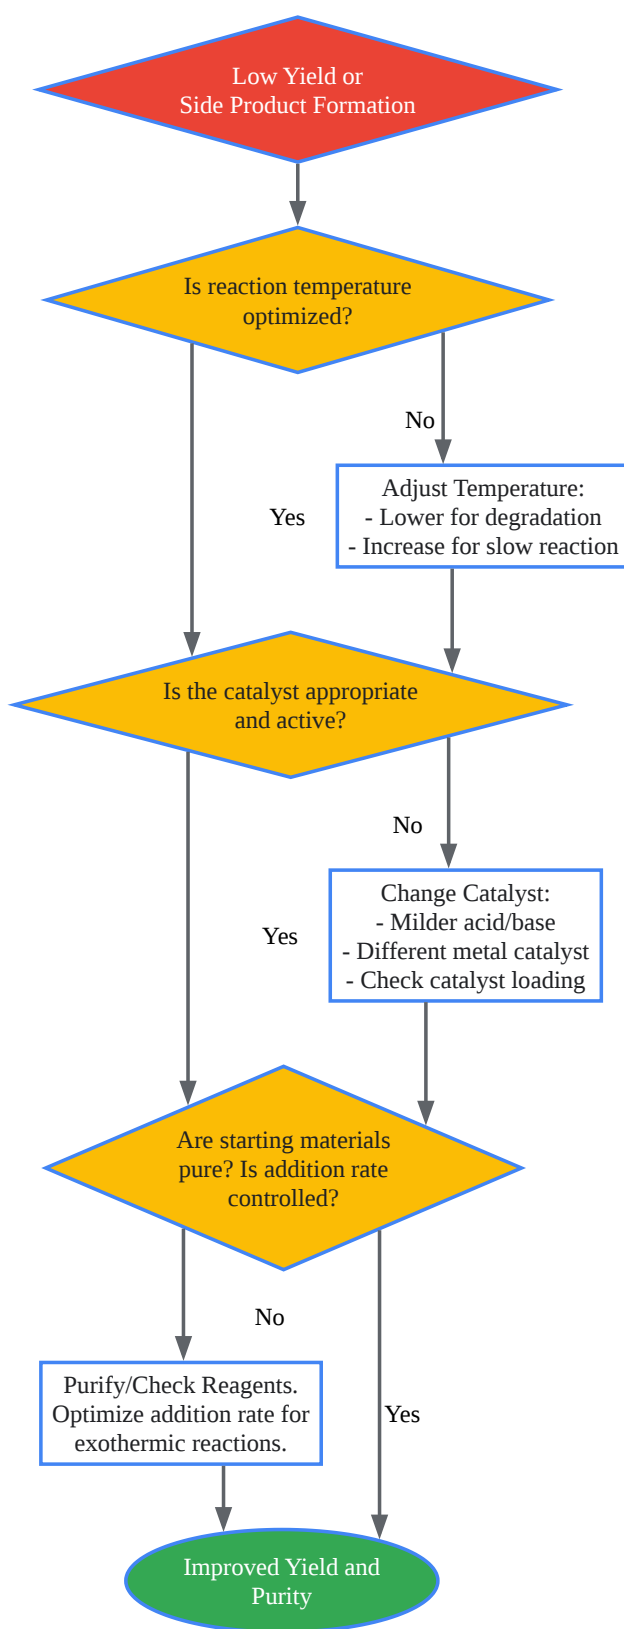 Low Yield or
Side Product Formation
Is reaction temperature
optimized?
No
Adjust Temperature:
- Lower for degradation
- Increase for slow reaction
Yes
Is the catalyst appropriate
and active?
No
Change Catalyst:
- Milder acid/base
- Different metal catalyst
- Check catalyst loading
Yes
Are starting materials
pure? Is addition rate
controlled?
No
Purify/Check Reagents.
Optimize addition rate for
exothermic reactions.
Yes
Improved Yield and
Purity